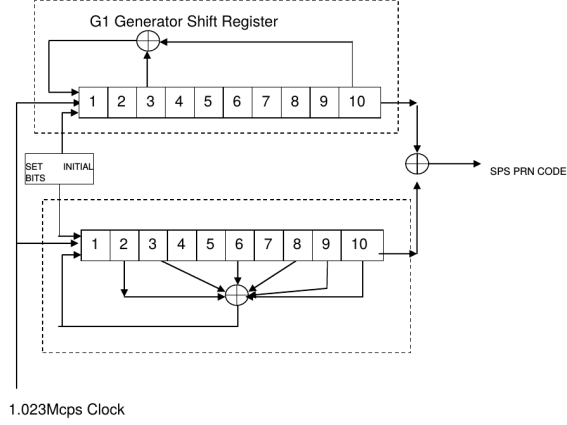 G1 Generator Shift Register
1 2 3 4 5 6 7 8 9 10
SET INITIAL
BITS
SPS PRN CODE
1 2 3 4 5 6 7 8 9 10
1.023Mcps Clock